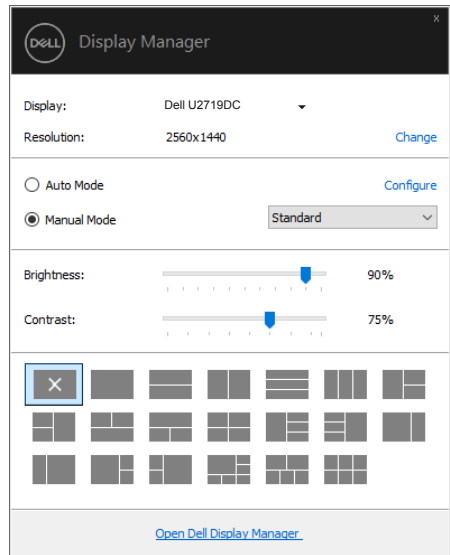 x
DELL Display Manager
Display: Dell U2719DC
Resolution: 2560x1440 Change
Auto Mode Configure
Manual Mode Standard
Brightness: 90%
Contrast: 75%
Open Dell Display Manager